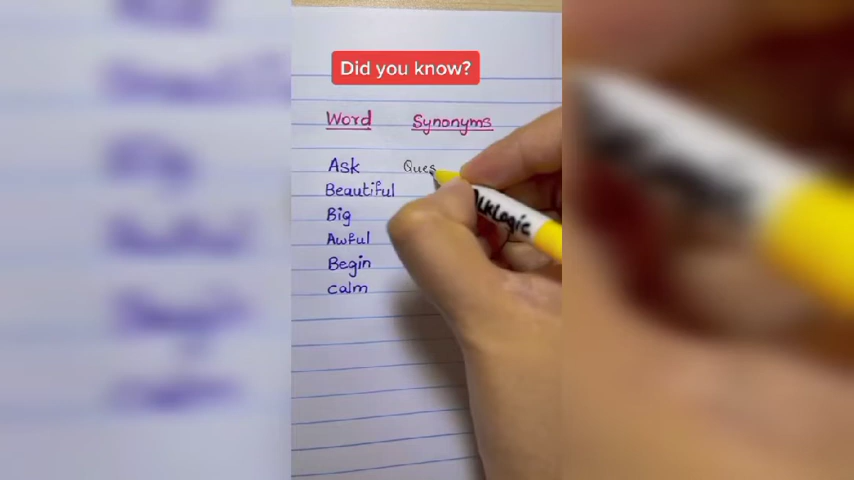 Did you know?
Word Synonyms
Ask Ques
Beautiful
Big
Awful
Begin
calm